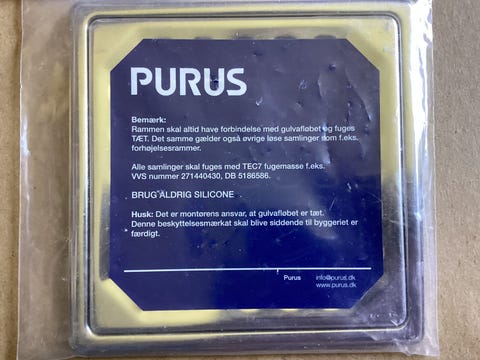 PURUS
Bemærk:
Rammen skal altid have forbindelse med gulvafløbet og fuges
TÆT. Det samme gælder også øvrige løse samlinger som f.eks.
forhøjelsesrammer.
Alle samlinger skal fuges med TEC7 fugemasse f.eks.
VVS nummer 271440430, DB 5186586.
BRUG ALDRIG SILICONE
Husk: Det er montørens ansvar, at gulvafløbet er tæt.
Denne beskyttelsesmærkat skal blive siddende til byggeriet er
færdigt.
Purus info@purus.dk
www.purus.dk